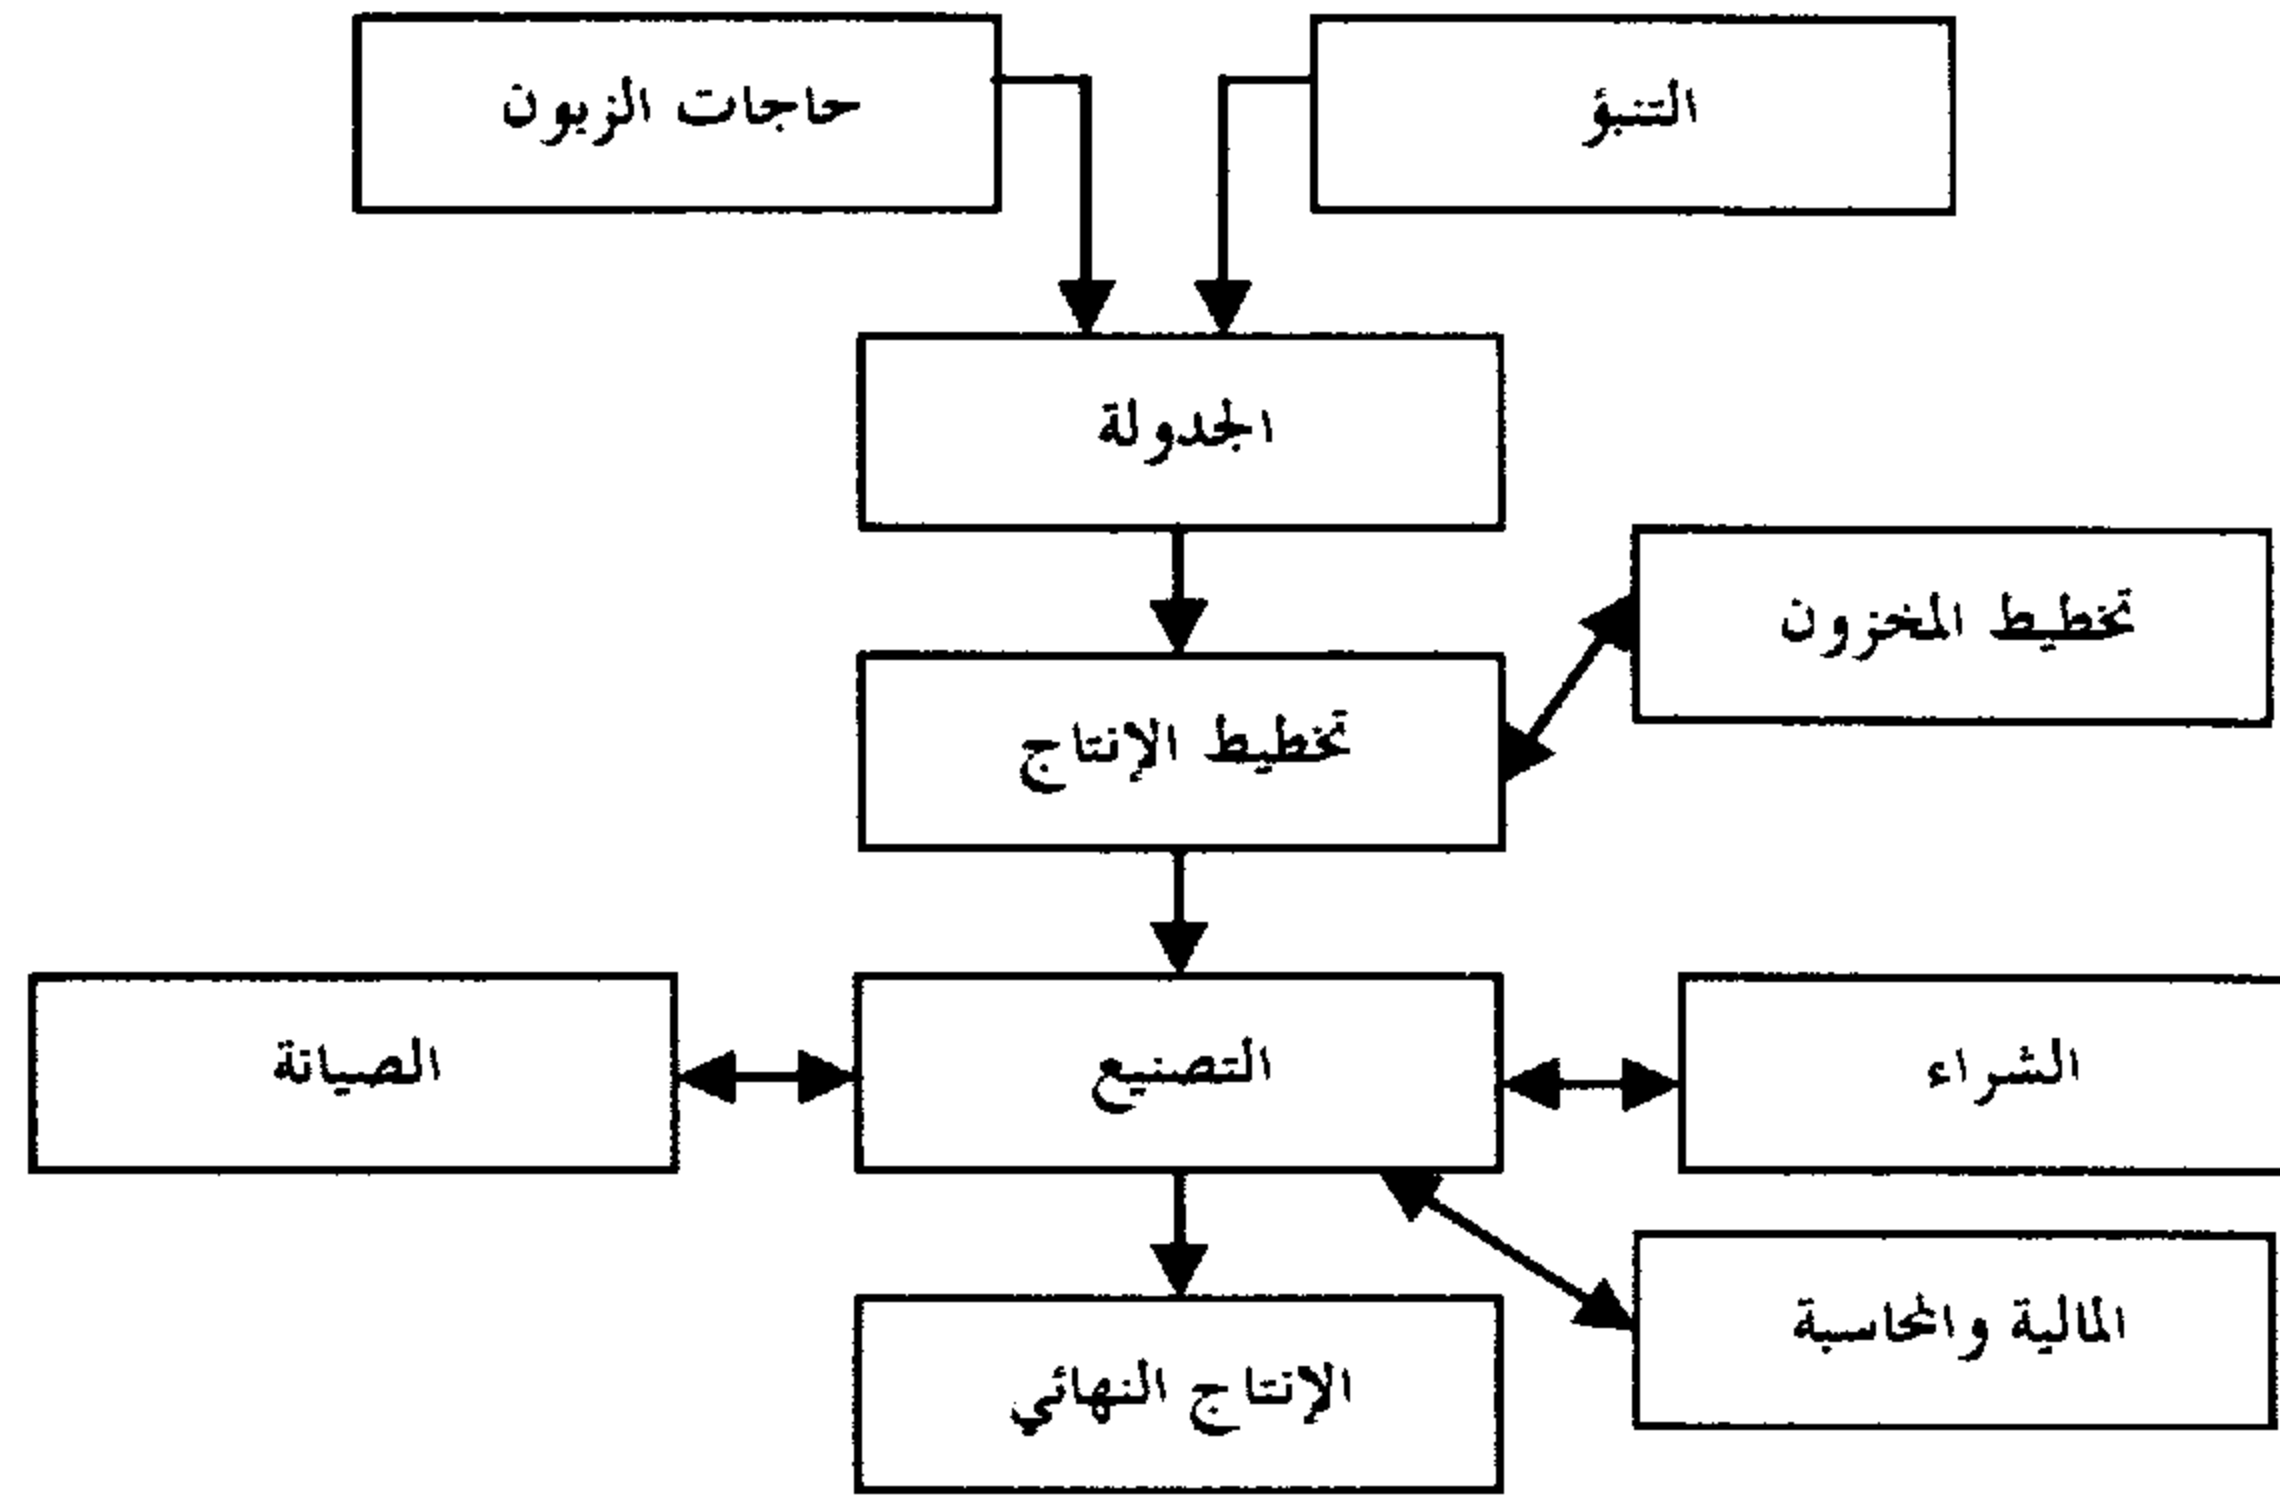 التنبؤ
حاجات الزبون
الجدولة
تخطيط المخزون
تخطيط الإنتاج
الشراء
التصنيع
الصيانة
المالية والمحاسبة
الإنتاج النهائي